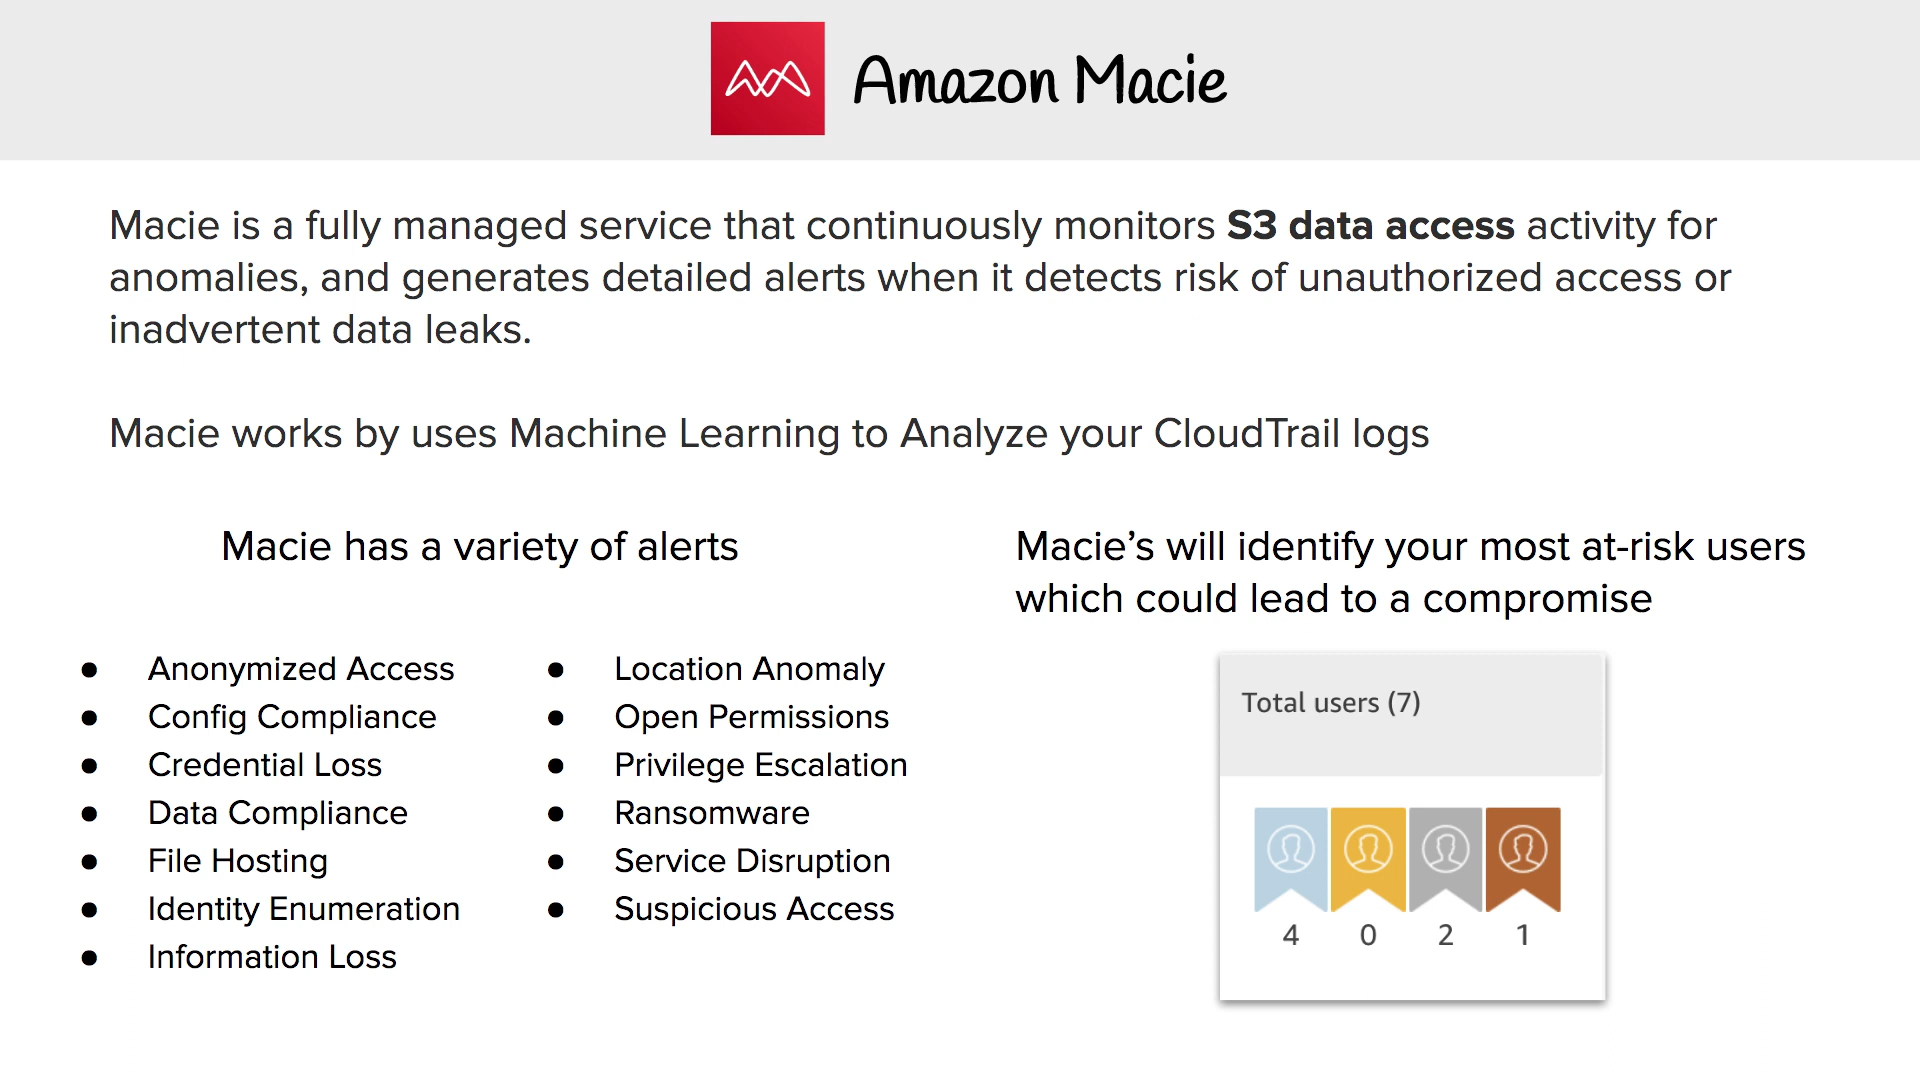 Amazon Macie
Macie is a fully managed service that continuously monitors S3 data access activity for
anomalies, and generates detailed alerts when it detects risk of unauthorized access or
inadvertent data leaks.
Macie works by uses Machine Learning to Analyze your CloudTrail logs
Macie has a variety of alerts
● Anonymized Access
● Config Compliance
● Credential Loss
● Data Compliance
● File Hosting
● Identity Enumeration
● Information Loss
● Location Anomaly
● Open Permissions
● Privilege Escalation
● Ransomware
● Service Disruption
● Suspicious Access
Macie’s will identify your most at-risk users
which could lead to a compromise
Total users (7)
4 0 2 1